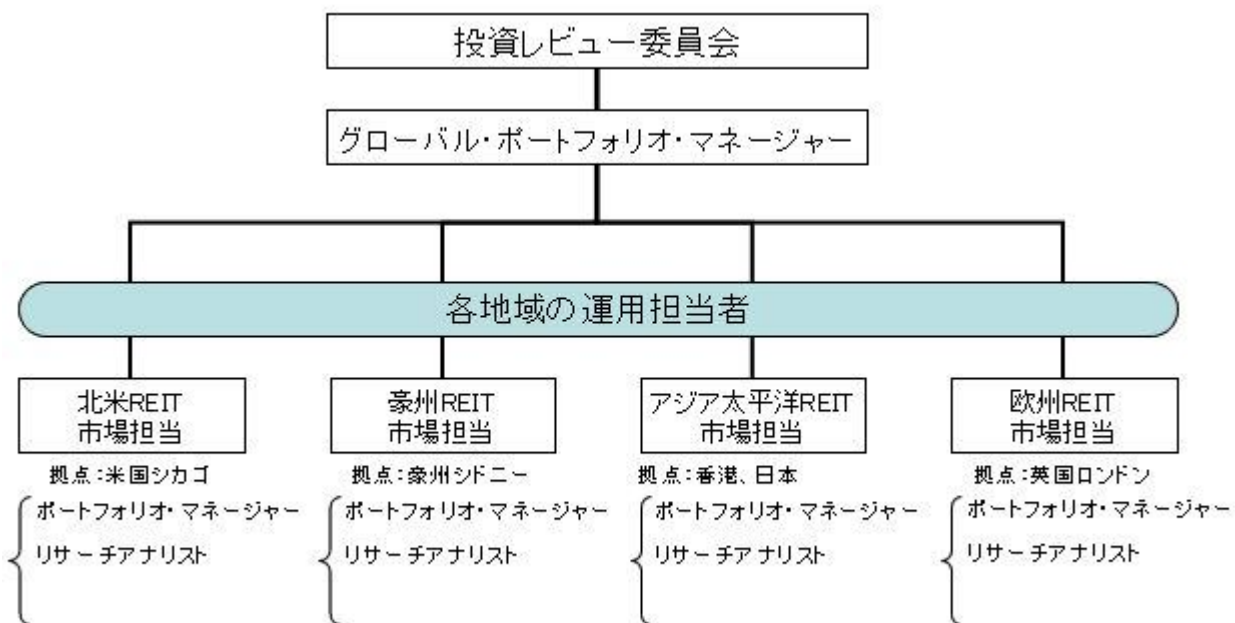 投資レビュー委員会
グローバル・ポートフォリオ・マネージャー
各地域の運用担当者
北米REIT
市場担当
拠点：米国シカゴ
ポートフォリオ・マネージャー
リサーチアナリスト
豪州REIT
市場担当
拠点：豪州シドニー
ポートフォリオ・マネージャー
リサーチアナリスト
アジア太平洋REIT
市場担当
拠点：香港、日本
ポートフォリオ・マネージャー
リサーチアナリスト
欧州REIT
市場担当
拠点：英国ロンドン
ポートフォリオ・マネージャー
リサーチアナリスト